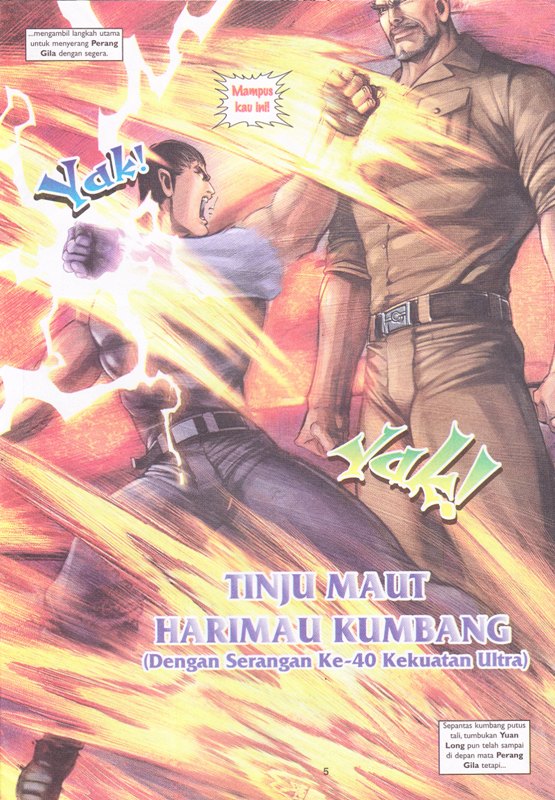 ...mengambil langkah utama
untuk menyerang Perang
Gila dengan segera.
Mampus
kau ini!
Yak!
Yak!
TINJU MAUT
HARIMAU KUMBANG
(Dengan Serangan Ke-40 Kekuatan Ultra)
Sepantas kumbang putus
tali, tumbukan Yuan
Long pun telah sampai
di depan mata Perang
Gila tetapi...
5